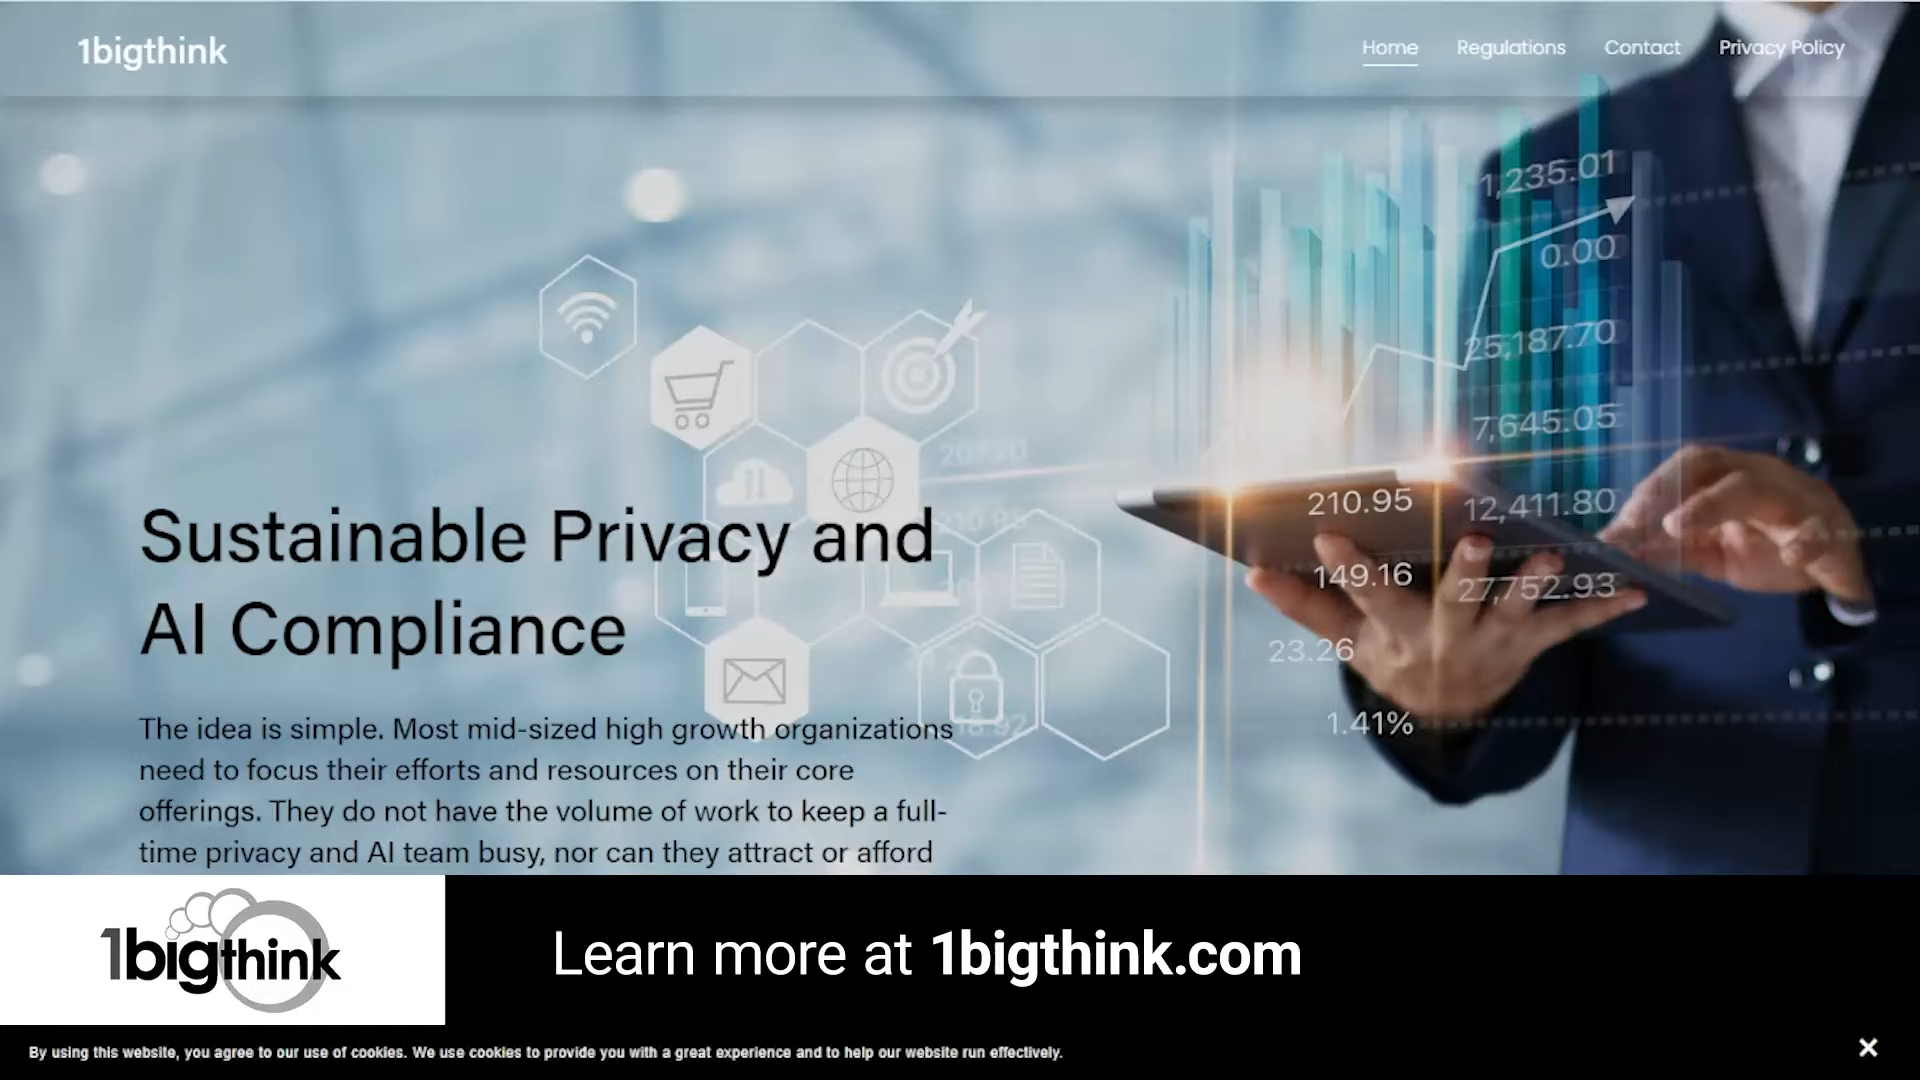 1bigthink
Home Regulations Contact Privacy Policy
1,235.01
0.00
25,187.70
7,645.05
207.20
210.95 12,411.80
210.95
149.16 27,752.93
23.26
1.41%
Sustainable Privacy and
AI Compliance
The idea is simple. Most mid-sized high growth organizations
need to focus their efforts and resources on their core
offerings. They do not have the volume of work to keep a full-
time privacy and AI team busy, nor can they attract or afford
1bigthink
Learn more at 1bigthink.com
By using this website, you agree to our use of cookies. We use cookies to provide you with a great experience and to help our website run effectively.